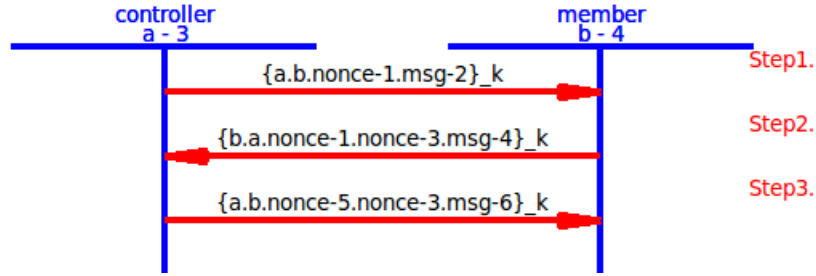 controller
a - 3
member
b - 4
Step1.
{a.b.nonce-1.msg-2}_k
Step2.
{b.a.nonce-1.nonce-3.msg-4}_k
Step3.
{a.b.nonce-5.nonce-3.msg-6}_k